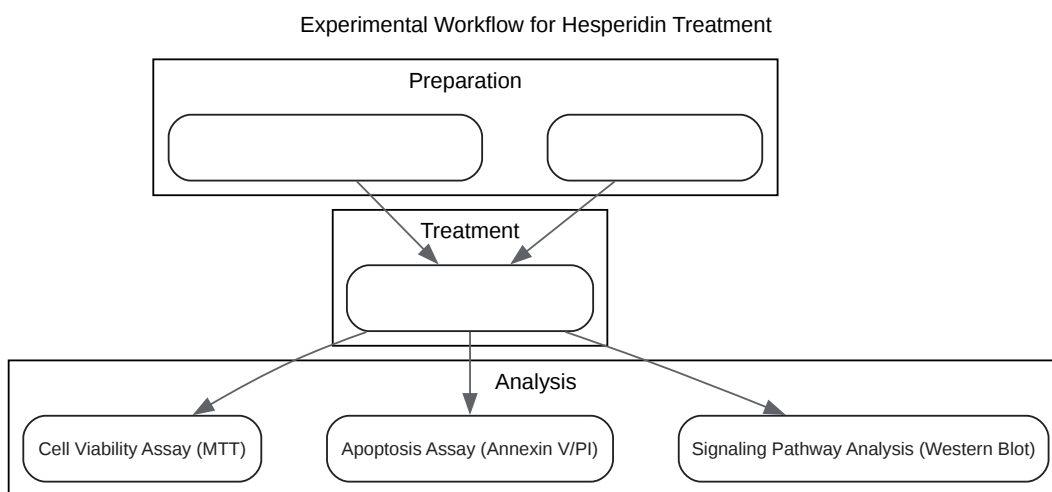 Experimental Workflow for Hesperidin Treatment
Preparation
Treatment
Analysis
Cell Viability Assay (MTT)
Apoptosis Assay (Annexin V/PI)
Signaling Pathway Analysis (Western Blot)